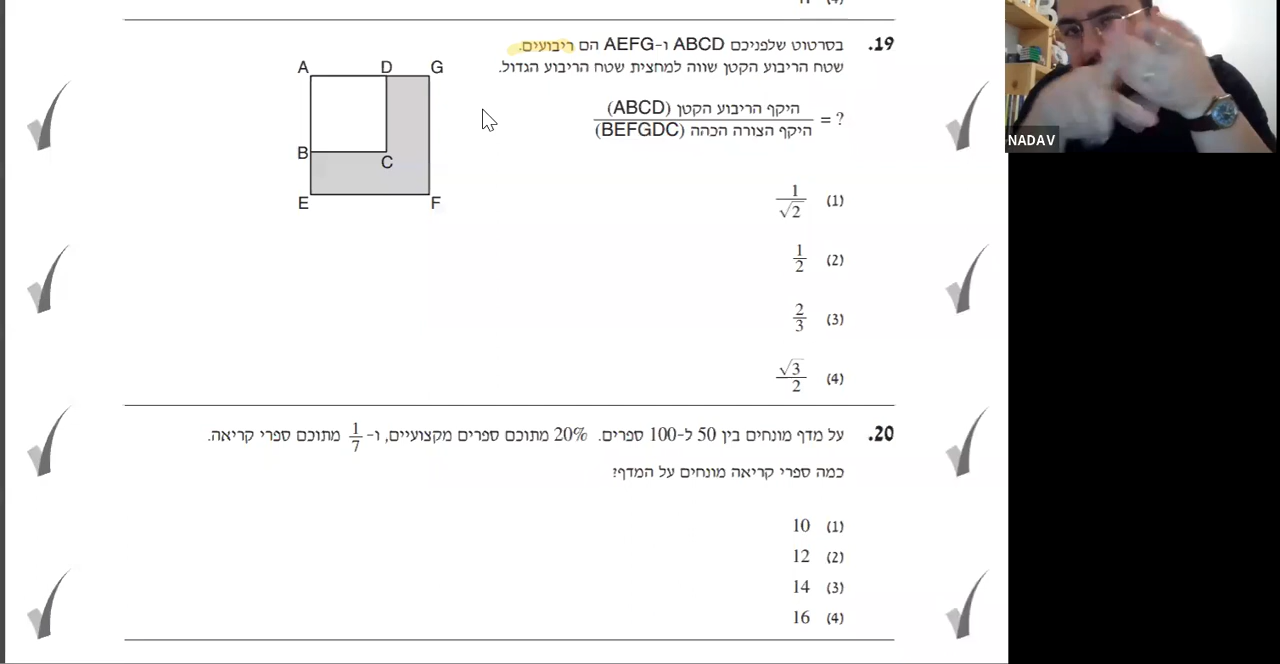 19. בסרטוט שלפניכם ABCD ו-AEFG הם ריבועים.
שטח הריבוע הקטן שווה למחצית שטח הריבוע הגדול.
היקף הריבוע הקטן (ABCD)
? =
היקף הצורה הכהה (BEFGDC)
A D G
B C
E F
(1) 1/√2
(2) 1/2
(3) 2/3
(4) √3/2
20. על מדף מונחים בין 50 ל-100 ספרים. 20% מתוכם ספרים מקצועיים, ו-1/7 מתוכם ספרי קריאה.
כמה ספרי קריאה מונחים על המדף?
(1) 10
(2) 12
(3) 14
(4) 16
NADAV